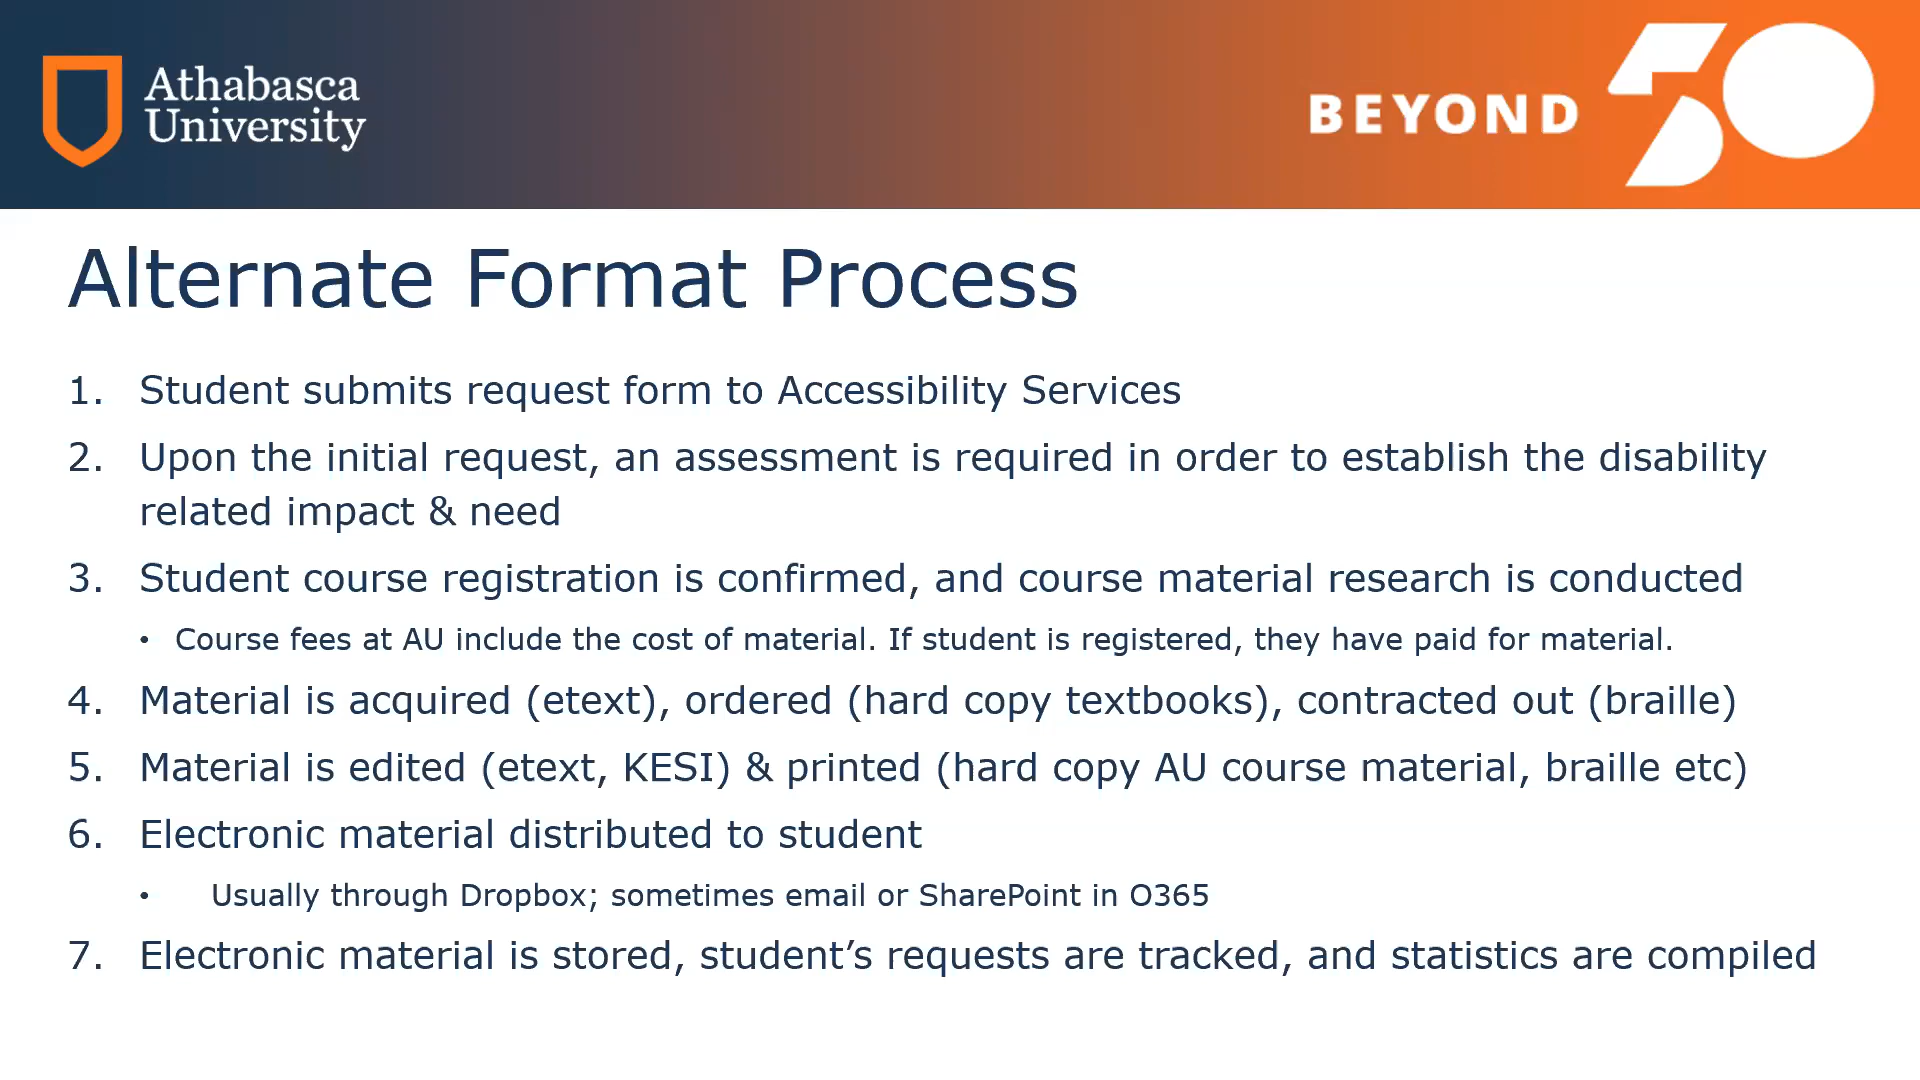 Athabasca
University
BEYOND 50
Alternate Format Process
1. Student submits request form to Accessibility Services
2. Upon the initial request, an assessment is required in order to establish the disability
related impact & need
3. Student course registration is confirmed, and course material research is conducted
• Course fees at AU include the cost of material. If student is registered, they have paid for material.
4. Material is acquired (etext), ordered (hard copy textbooks), contracted out (braille)
5. Material is edited (etext, KESI) & printed (hard copy AU course material, braille etc)
6. Electronic material distributed to student
• Usually through Dropbox; sometimes email or SharePoint in O365
7. Electronic material is stored, student’s requests are tracked, and statistics are compiled